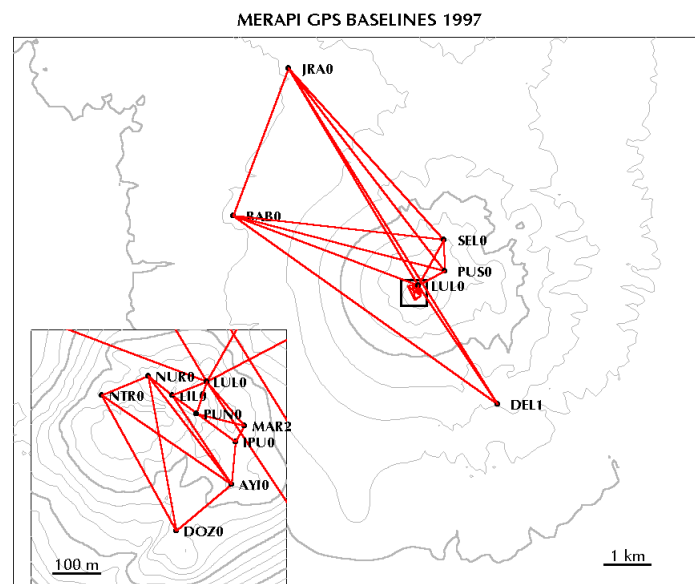 MERAPI GPS BASELINES 1997
JRA0
BAB0
SEL0
PUS0
LUL0
DEL1
NUR0
LUL0
NTR0
LIL0
PUN0
MAR2
IPU0
AYI0
DOZ0
100 m
1 km